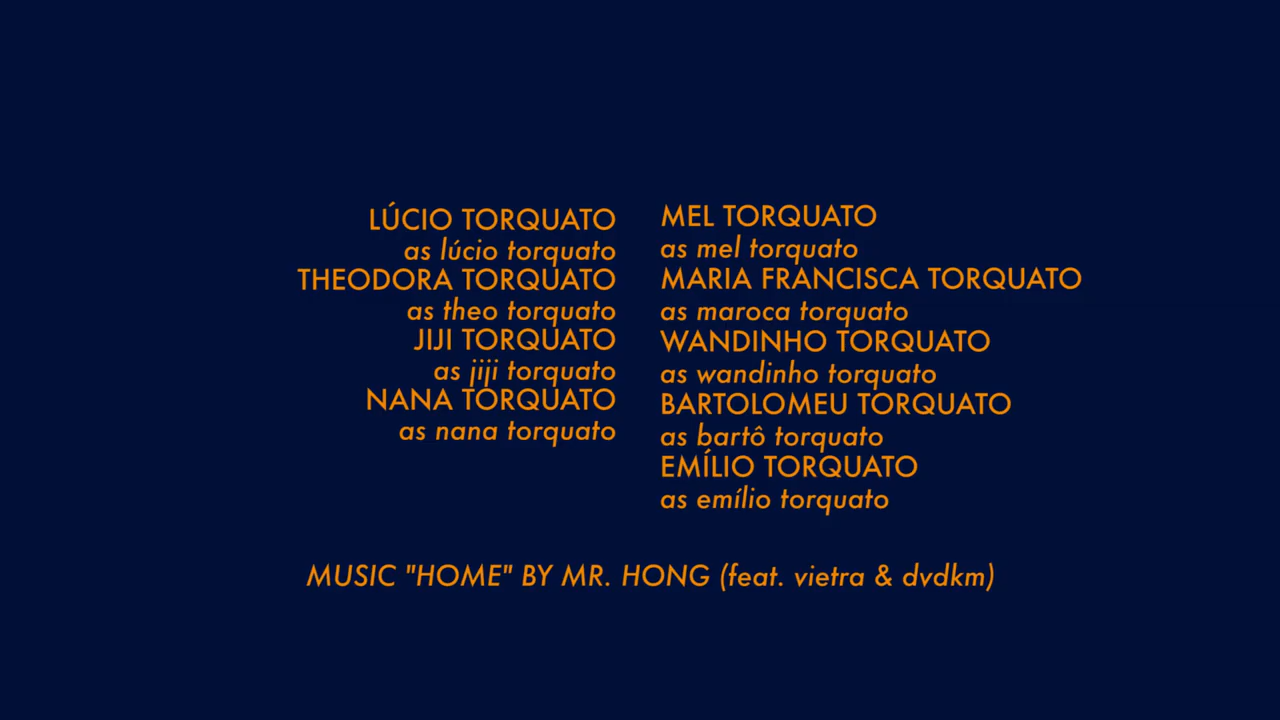 LÚCIO TORQUATO
as lúcio torquato
THEODORA TORQUATO
as theo torquato
JIJI TORQUATO
as jiji torquato
NANA TORQUATO
as nana torquato
MEL TORQUATO
as mel torquato
MARIA FRANCISCA TORQUATO
as maroca torquato
WANDINHO TORQUATO
as wandinho torquato
BARTOLOMEU TORQUATO
as bartô torquato
EMÍLIO TORQUATO
as emílio torquato
MUSIC "HOME" BY MR. HONG (feat. vietra & dvdkm)